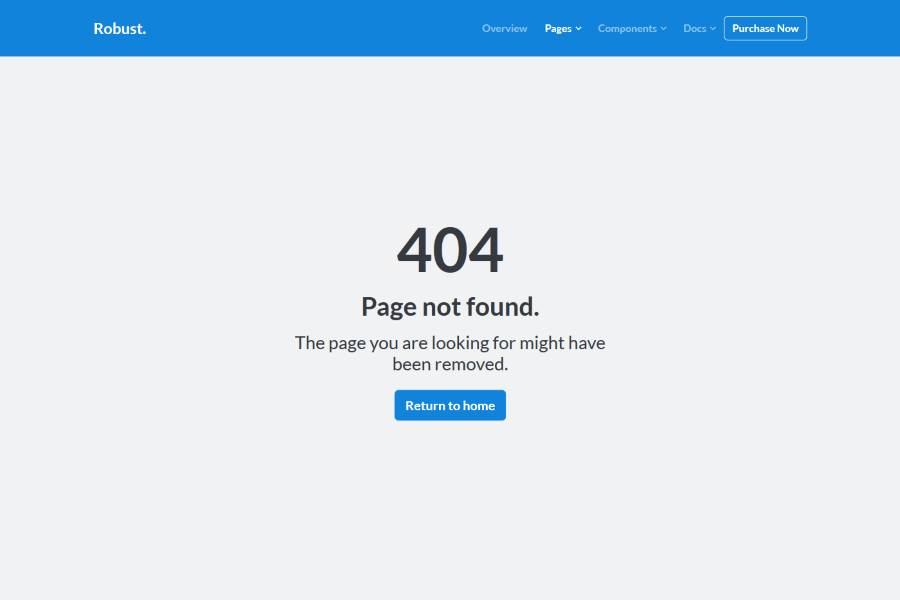 Robust.
Overview Pages Components Docs Purchase Now
404
Page not found.
The page you are looking for might have
been removed.
Return to home